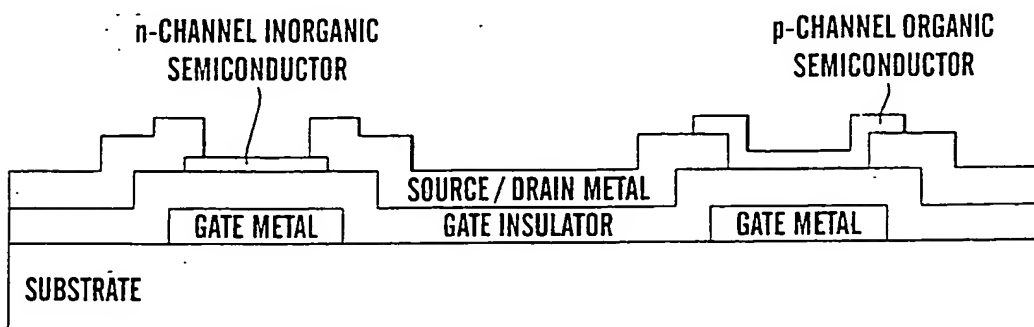 n-CHANNEL INORGANIC
SEMICONDUCTOR
p-CHANNEL ORGANIC
SEMICONDUCTOR
SOURCE / DRAIN METAL
GATE METAL
GATE INSULATOR
GATE METAL
SUBSTRATE